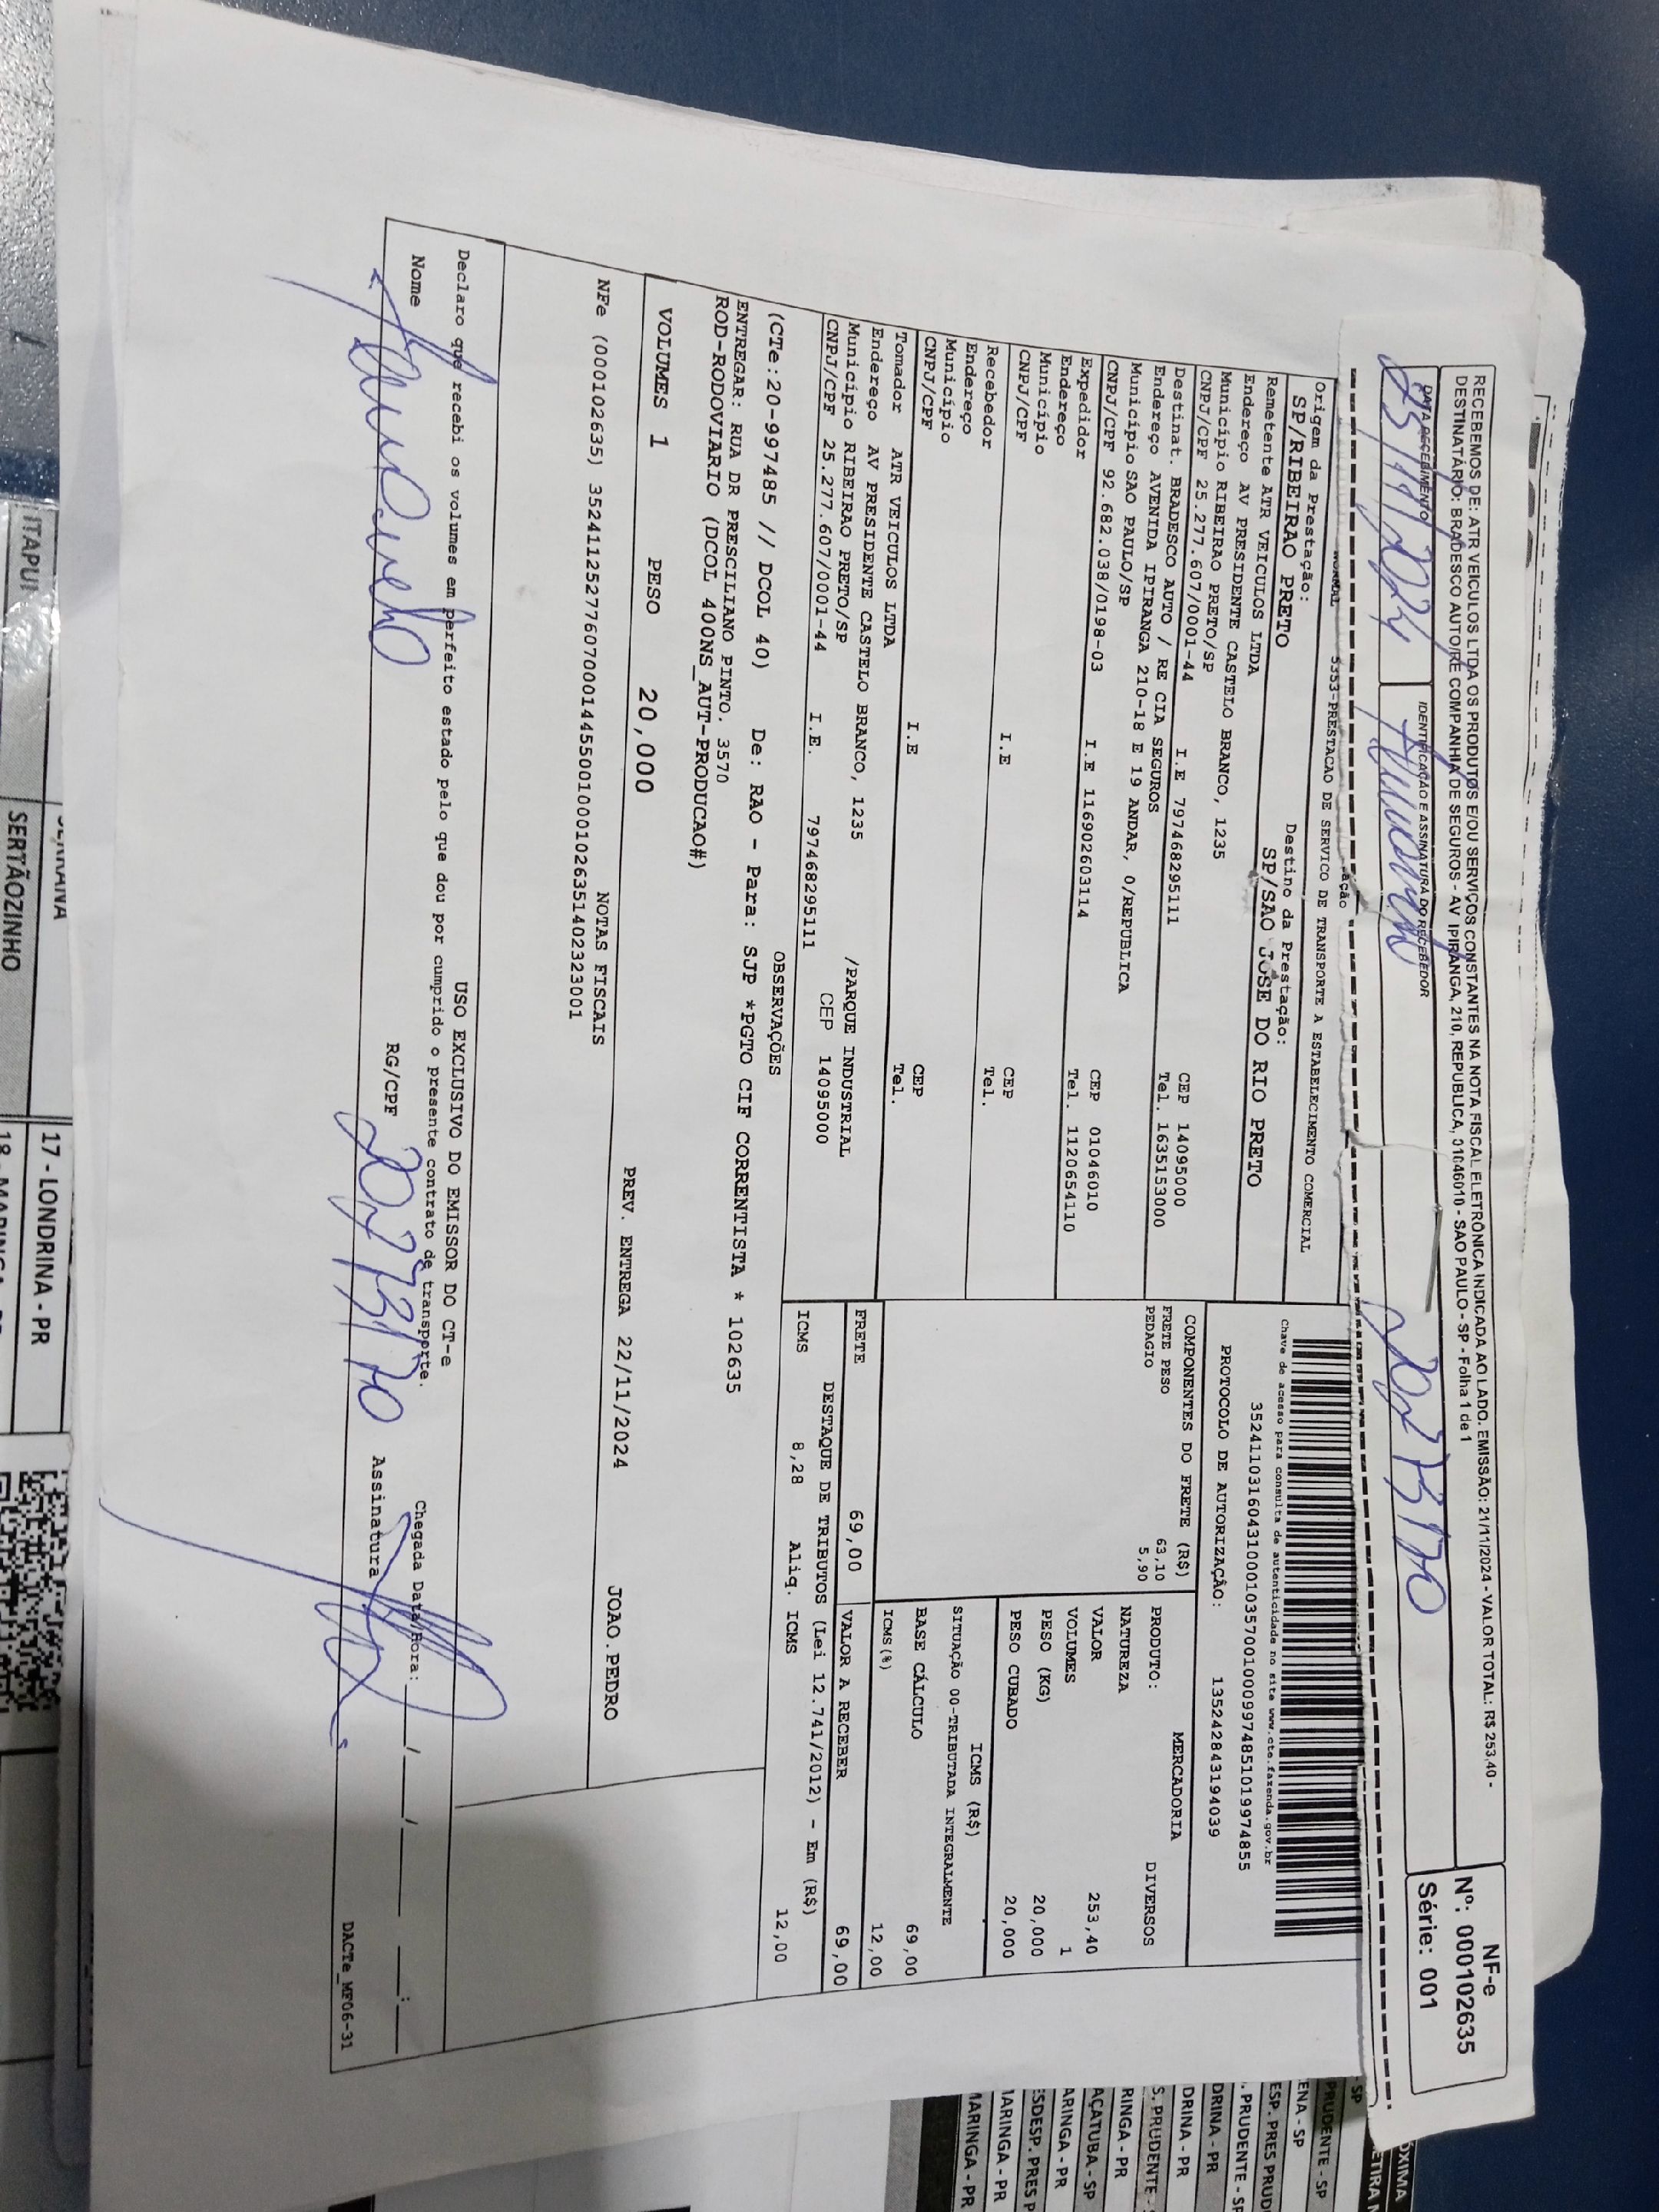 RECEBEMOS DE: ATR VEICULOS LTDA OS PRODUTOS E/OU SERVIÇOS CONSTANTES NA NOTA FISCAL ELETRÔNICA INDICADA AO LADO. EMISSÃO: 21/11/2024 - VALOR TOTAL: R$ 253,40 -
DESTINATÁRIO: BRADESCO AUTO/RE COMPANHIA DE SEGUROS - AV IPIRANGA, 210, REPUBLICA, 01046010 - SAO PAULO - SP - Folha 1 de 1
NF-e
Nº: 000102635
Série: 001
DATA RECEBIMENTO
IDENTIFICAÇÃO E ASSINATURA DO RECEBEDOR
NORMAL 5353-PRESTACAO DE SERVICO DE TRANSPORTE A ESTABELECIMENTO COMERCIAL
Origem da Prestação:
SP/RIBEIRAO PRETO
Destino da Prestação:
SP/SAO JOSE DO RIO PRETO
Remetente ATR VEICULOS LTDA
Endereço AV PRESIDENTE CASTELO BRANCO, 1235
Município RIBEIRAO PRETO/SP CEP 14095000
CNPJ/CPF 25.277.607/0001-44 I.E 797468295111 Tel. 1635153000
Destinat. BRADESCO AUTO / RE CIA SEGUROS
Endereço AVENIDA IPIRANGA 210-18 E 19 ANDAR, 0/REPUBLICA
Município SAO PAULO/SP CEP 01046010
CNPJ/CPF 92.682.038/0198-03 I.E 116902603114 Tel. 1120654110
Expedidor
Endereço
Município CEP
CNPJ/CPF I.E Tel.
Recebedor
Endereço
Município CEP
CNPJ/CPF I.E Tel.
Tomador ATR VEICULOS LTDA
Endereço AV PRESIDENTE CASTELO BRANCO, 1235 /PARQUE INDUSTRIAL
Município RIBEIRAO PRETO/SP CEP 14095000
CNPJ/CPF 25.277.607/0001-44 I.E. 797468295111
Chave de acesso para consulta de autenticidade no site www.cte.fazenda.gov.br
35241103160431000103570010009974851019974855
PROTOCOLO DE AUTORIZAÇÃO: 135242843194039
COMPONENTES DO FRETE (R$)
FRETE PESO 63,10
PEDAGIO 5,90
MERCADORIA
PRODUTO: DIVERSOS
NATUREZA
VALOR 253,40
VOLUMES 1
PESO (KG) 20,000
PESO CUBADO 20,000
ICMS (R$)
SITUAÇÃO 00-TRIBUTADA INTEGRALMENTE
BASE CÁLCULO 69,00
ICMS(%) 12,00
FRETE 69,00 VALOR A RECEBER 69,00
DESTAQUE DE TRIBUTOS (Lei 12.741/2012) - Em (R$)
ICMS 8,28 Aliq. ICMS 12,00
OBSERVAÇÕES
(CTe:20-997485 // DCOL 40) De: RAO - Para: SJP *PGTO CIF CORRENTISTA * 102635
ENTREGAR: RUA DR PRESCILIANO PINTO, 3570
ROD-RODOVIARIO (DCOL 400NS_AUT-PRODUCAO#)
VOLUMES 1 PESO 20,000 PREV. ENTREGA 22/11/2024 JOAO.PEDRO
NOTAS FISCAIS
NFe (000102635) 35241125277607000144550010001026351402323001
USO EXCLUSIVO DO EMISSOR DO CT-e
Declaro que recebi os volumes em perfeito estado pelo que dou por cumprido o presente contrato de transporte.
Chegada Data/Hora: __/__/____ __:__
Nome RG/CPF Assinatura
DACTe_MF06-31
ITAPUI
SERTÃOZINHO
17 - LONDRINA - PR